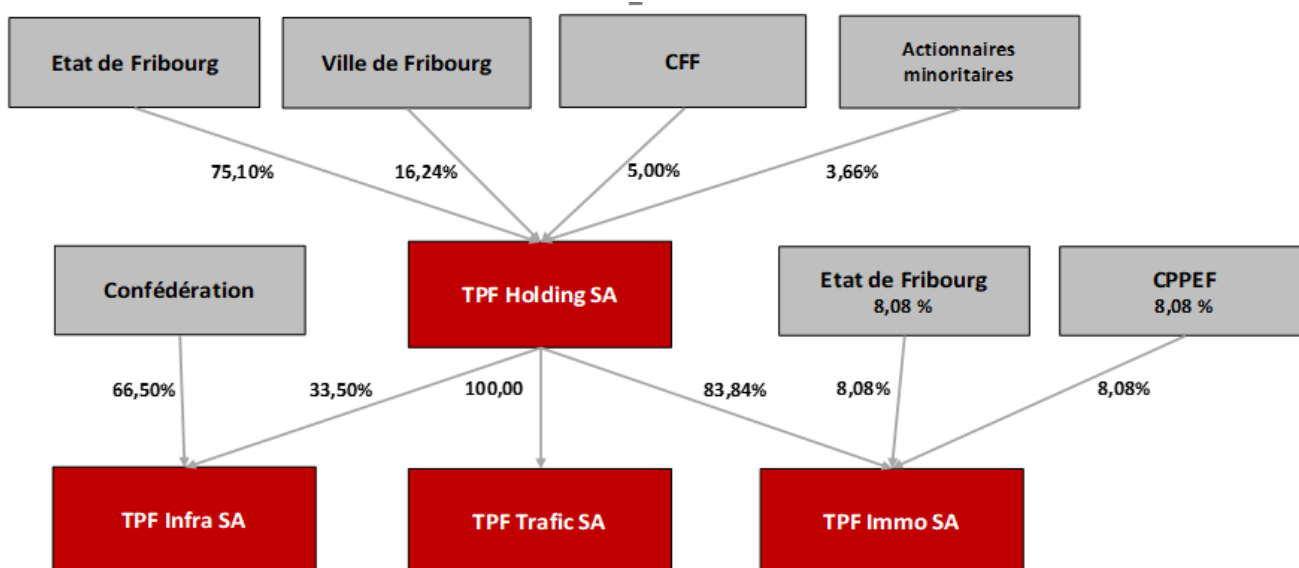 Etat de Fribourg
Ville de Fribourg
CFF
Actionnaires
minoritaires
75,10%
16,24%
5,00%
3,66%
Confédération
TPF Holding SA
Etat de Fribourg
8,08 %
CPPEF
8,08 %
66,50%
33,50%
100,00
83,84%
8,08%
8,08%
TPF Infra SA
TPF Trafic SA
TPF Immo SA